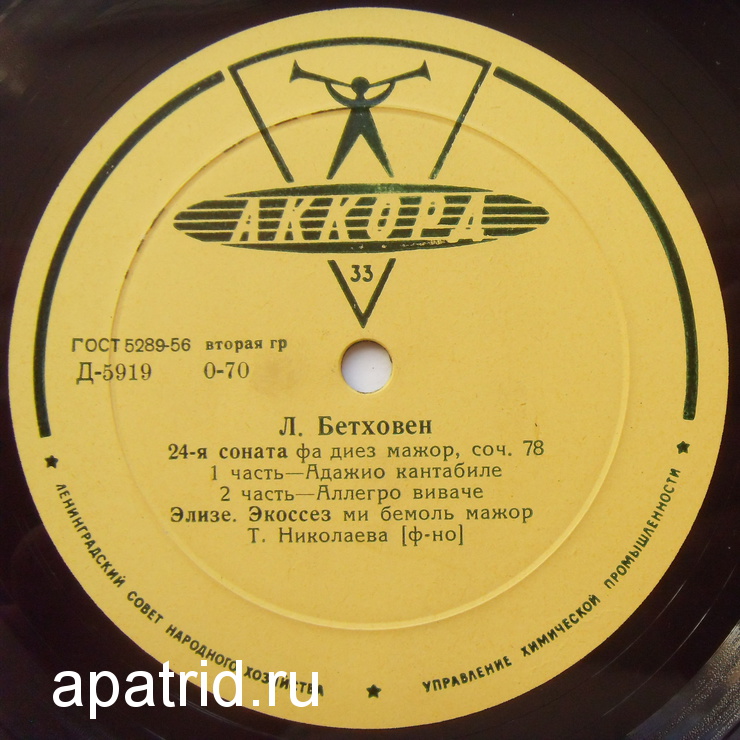 АККОРД
33
ГОСТ 5289-56 вторая гр
Д-5919 0-70
Л. Бетховен
24-я соната фа диез мажор, соч. 78
1 часть—Адажио кантабиле
2 часть—Аллегро виваче
Элизе. Экоссез ми бемоль мажор
Т. Николаева [ф-но]
★ ЛЕНИНГРАДСКИЙ СОВЕТ НАРОДНОГО ХОЗЯЙСТВА ★ УПРАВЛЕНИЕ ХИМИЧЕСКОЙ ПРОМЫШЛЕННОСТИ ★
apatrid.ru